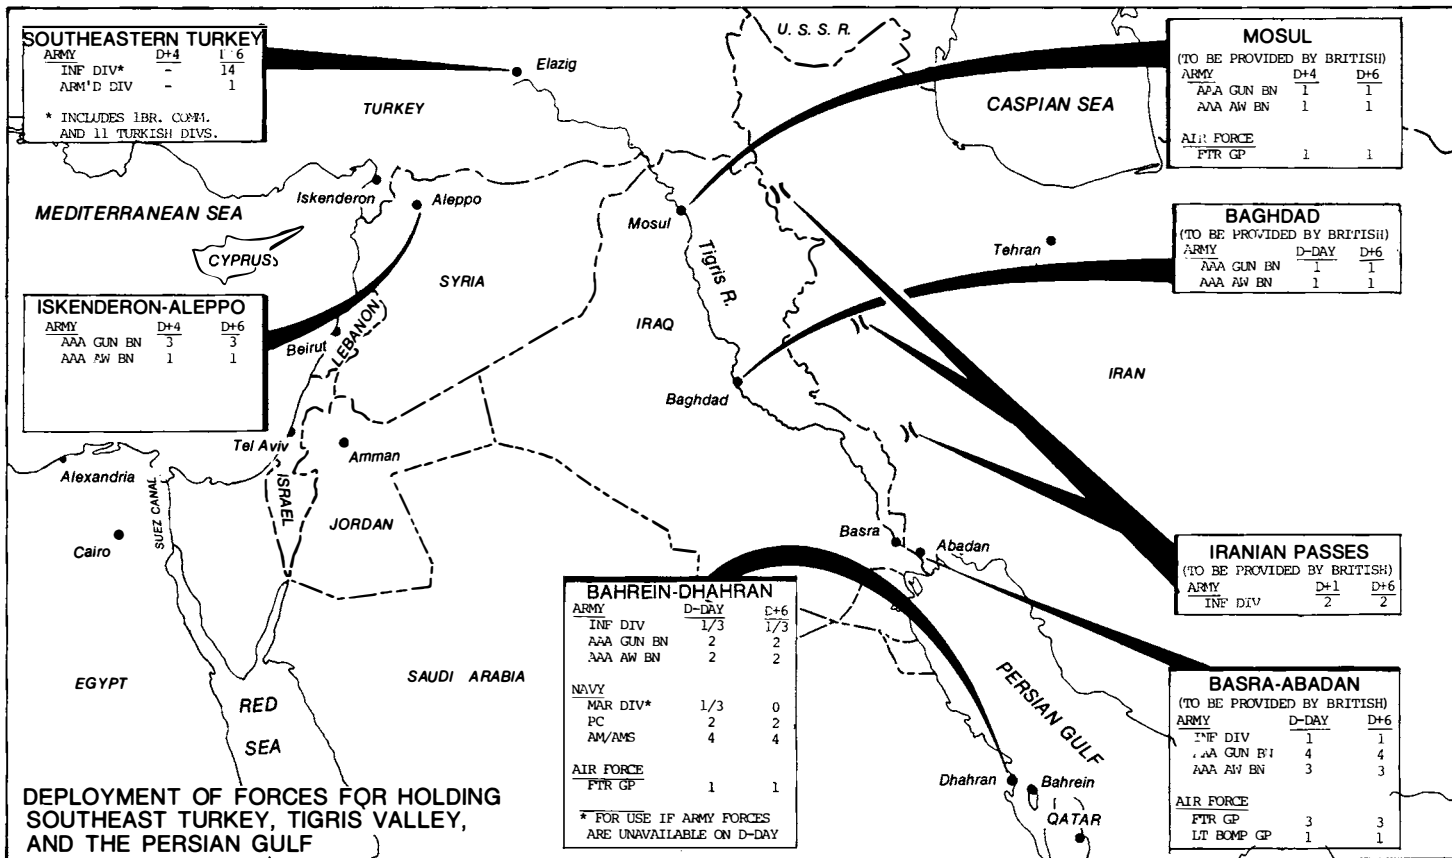 SOUTHEASTERN TURKEY
ARMY D+4 6
INF DIV* - 14
ARM'D DIV - 1
* INCLUDES 1BR. COMM.
AND 11 TURKISH DIVS.
Elazig
TURKEY
U. S. S. R.
CASPIAN SEA
MOSUL
(TO BE PROVIDED BY BRITISH)
ARMY D+4 D+6
AAA GUN BN 1 1
AAA AW BN 1 1
AIR FORCE
FTR GP 1 1
Iskenderon
Aleppo
MEDITERRANEAN SEA
CYPRUS
SYRIA
Mosul
Tigris R.
Tehran
BAGHDAD
(TO BE PROVIDED BY BRITISH)
ARMY D-DAY D+6
AAA GUN BN 1 1
AAA AW BN 1 1
ISKENDERON-ALEPPO
ARMY D+4 D+6
AAA GUN BN 3 3
AAA AW BN 1 1
Beirut
LEBANON
IRAQ
IRAN
Baghdad
Tel Aviv
Amman
Alexandria
SUEZ CANAL
ISRAEL
JORDAN
Cairo
Basra
Abadan
IRANIAN PASSES
(TO BE PROVIDED BY BRITISH)
ARMY D+1 D+6
INF DIV 2 2
BAHREIN-DHAHRAN
ARMY D-DAY D+6
INF DIV 1/3 1/3
AAA GUN BN 2 2
AAA AW BN 2 2
NAVY
MAR DIV* 1/3 0
PC 2 2
AM/AMS 4 4
AIR FORCE
FTR GP 1 1
* FOR USE IF ARMY FORCES
ARE UNAVAILABLE ON D-DAY
EGYPT
RED
SEA
SAUDI ARABIA
PERSIAN GULF
Dhahran
Bahrein
QATAR
BASRA-ABADAN
(TO BE PROVIDED BY BRITISH)
ARMY D-DAY D+6
INF DIV 1 1
AAA GUN BN 4 4
AAA AW BN 3 3
AIR FORCE
FTR GP 3 3
LT BOMP GP 1 1
DEPLOYMENT OF FORCES FOR HOLDING
SOUTHEAST TURKEY, TIGRIS VALLEY,
AND THE PERSIAN GULF